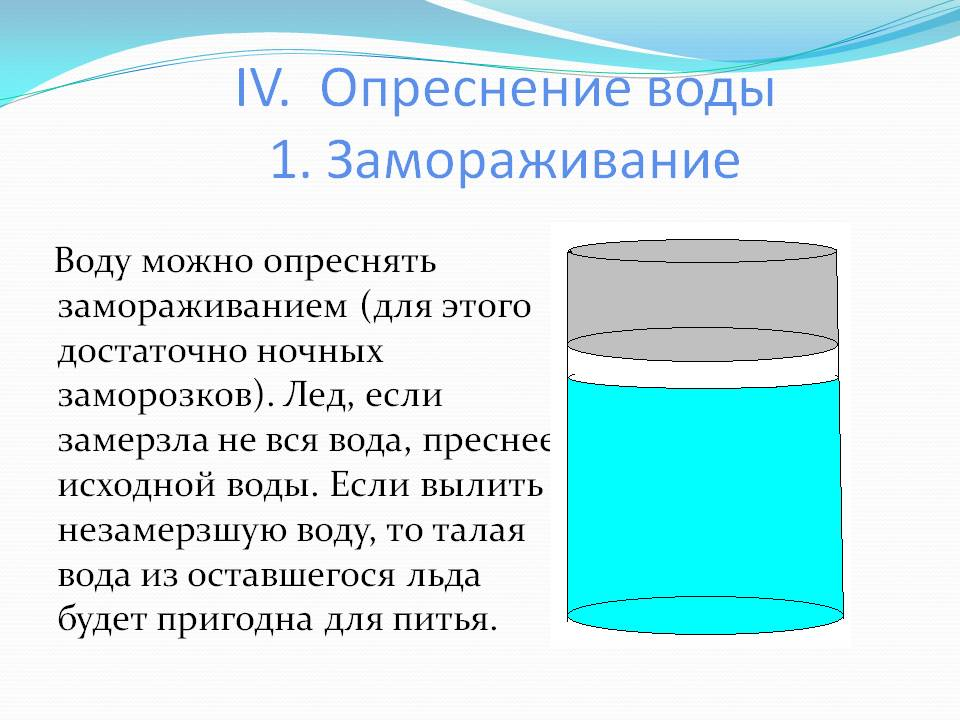 IV. Опреснение воды
1. Замораживание
Воду можно опреснять
замораживанием (для этого
достаточно ночных
заморозков). Лед, если
замерзла не вся вода, преснее
исходной воды. Если вылить
незамерзшую воду, то талая
вода из оставшегося льда
будет пригодна для питья.